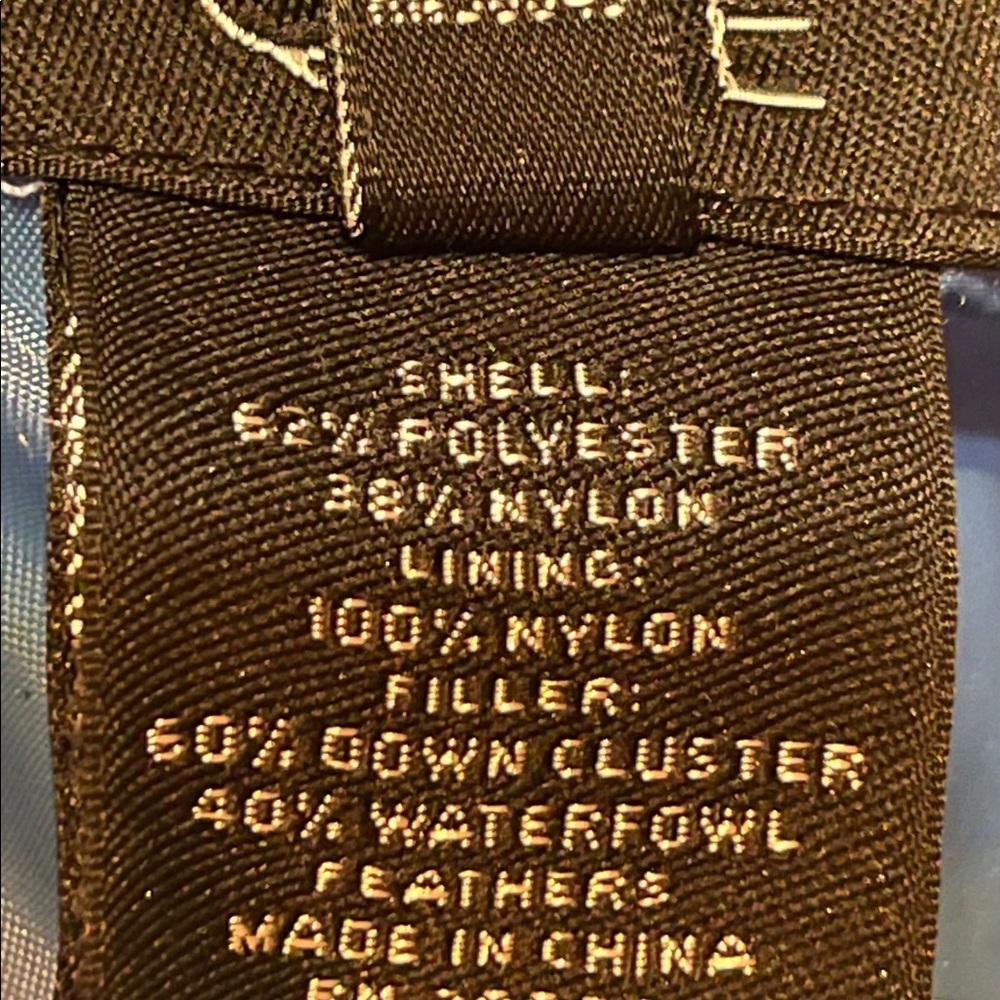 SHELL:
62% POLYESTER
38% NYLON
LINING:
100% NYLON
FILLER:
60% DOWN CLUSTER
40% WATERFOWL
FEATHERS
MADE IN CHINA